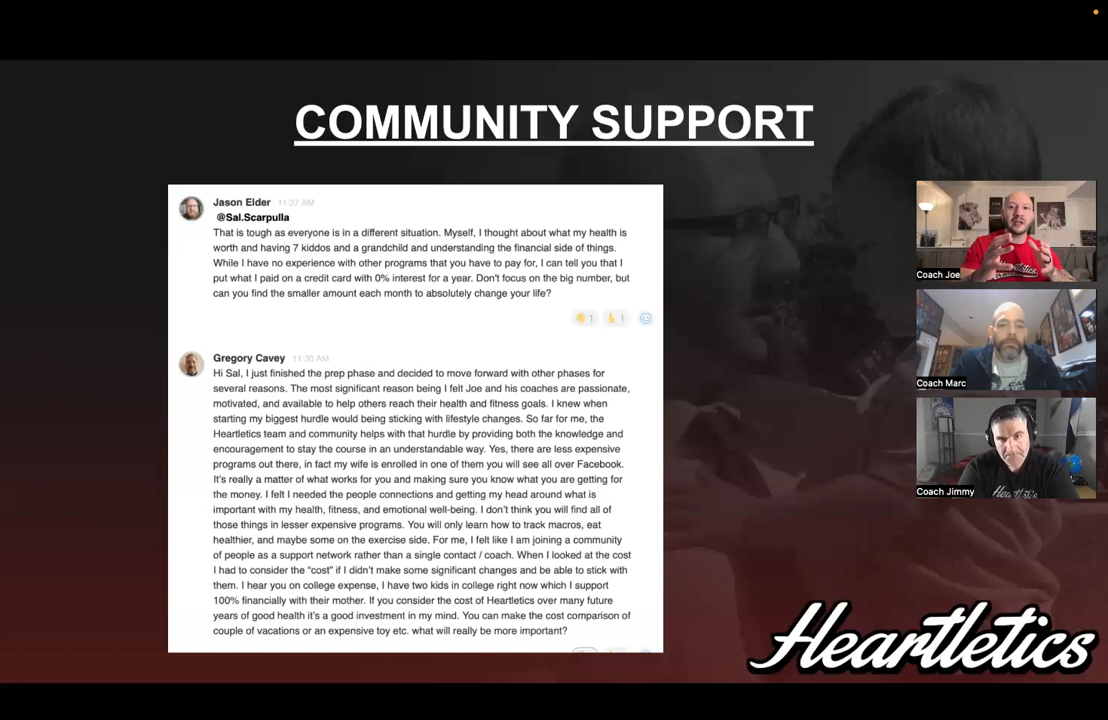 COMMUNITY SUPPORT
Jason Elder 11:27 AM
@Sal.Scarpulla
That is tough as everyone is in a different situation. Myself, I thought about what my health is
worth and having 7 kiddos and a grandchild and understanding the financial side of things.
While I have no experience with other programs that you have to pay for, I can tell you that I
put what I paid on a credit card with 0% interest for a year. Don't focus on the big number, but
can you find the smaller amount each month to absolutely change your life?
1 1
Gregory Cavey 11:30 AM
Hi Sal, I just finished the prep phase and decided to move forward with other phases for
several reasons. The most significant reason being I felt Joe and his coaches are passionate,
motivated, and available to help others reach their health and fitness goals. I knew when
starting my biggest hurdle would being sticking with lifestyle changes. So far for me, the
Heartletics team and community helps with that hurdle by providing both the knowledge and
encouragement to stay the course in an understandable way. Yes, there are less expensive
programs out there, in fact my wife is enrolled in one of them you will see all over Facebook.
It's really a matter of what works for you and making sure you know what you are getting for
the money. I felt I needed the people connections and getting my head around what is
important with my health, fitness, and emotional well-being. I don't think you will find all of
those things in lesser expensive programs. You will only learn how to track macros, eat
healthier, and maybe some on the exercise side. For me, I felt like I am joining a community
of people as a support network rather than a single contact / coach. When I looked at the cost
I had to consider the “cost” if I didn't make some significant changes and be able to stick with
them. I hear you on college expense, I have two kids in college right now which I support
100% financially with their mother. If you consider the cost of Heartletics over many future
years of good health it's a good investment in my mind. You can make the cost comparison of
couple of vacations or an expensive toy etc. what will really be more important?
Coach Joe
Coach Marc
Heartletics
Coach Jimmy
Heartletics